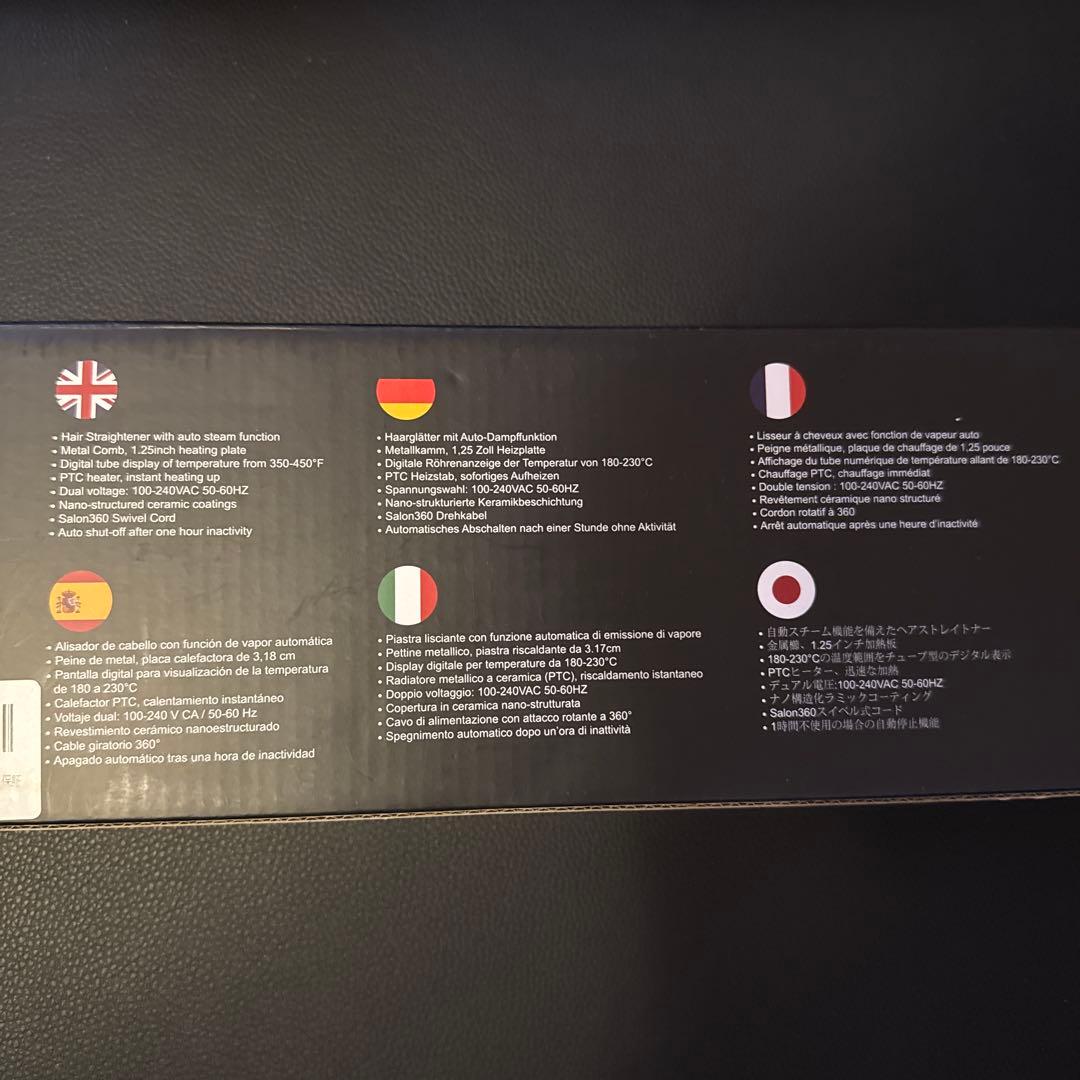 • Hair Straightener with auto steam function
• Metal Comb, 1.25inch heating plate
• Digital tube display of temperature from 350-450°F
• PTC heater, instant heating up
• Dual voltage: 100-240VAC 50-60HZ
• Nano-structured ceramic coatings
• Salon360 Swivel Cord
• Auto shut-off after one hour inactivity
• Haarglätter mit Auto-Dampffunktion
• Metallkamm, 1,25 Zoll Heizplatte
• Digitale Röhrenanzeige der Temperatur von 180-230°C
• PTC Heizstab, sofortiges Aufheizen
• Spannungswahl: 100-240VAC 50-60HZ
• Nano-strukturierte Keramikbeschichtung
• Salon360 Drehkabel
• Automatisches Abschalten nach einer Stunde ohne Aktivität
• Lisseur à cheveux avec fonction de vapeur auto
• Peigne métallique, plaque de chauffage de 1,25 pouce
• Affichage du tube numérique de température allant de 180-230°C
• Chauffage PTC, chauffage immédiat
• Double tension : 100-240VAC 50-60HZ
• Revêtement céramique nano structuré
• Cordon rotatif à 360
• Arrêt automatique après une heure d'inactivité
• Alisador de cabello con función de vapor automática
• Peine de metal, placa calefactora de 3,18 cm
• Pantalla digital para visualización de la temperatura
de 180 a 230°C
• Calefactor PTC, calentamiento instantáneo
• Voltaje dual: 100-240 V CA / 50-60 Hz
• Revestimiento cerámico nanoestructurado
• Cable giratorio 360°
• Apagado automático tras una hora de inactividad
• Piastra lisciante con funzione automatica di emissione di vapore
• Pettine metallico, piastra riscaldante da 3.17cm
• Display digitale per temperature da 180-230°C
• Radiatore metallico a ceramica (PTC), riscaldamento istantaneo
• Doppio voltaggio: 100-240VAC 50-60HZ
• Copertura in ceramica nano-strutturata
• Cavo di alimentazione con attacco rotante a 360°
• Spegnimento automatico dopo un'ora di inattività
• 自動スチーム機能を備えたヘアストレイトナー
• 金属櫛、1.25インチ加熱板
• 180-230°Cの温度範囲をチューブ型のデジタル表示
• PTCヒーター、迅速な加熱
• デュアル電圧:100-240VAC 50-60HZ
• ナノ構造化ラミックコーティング
• Salon360スイベル式コード
• 1時間不使用の場合の自動停止機能